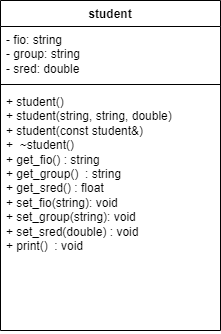 student
- fio: string
- group: string
- sred: double
+ student()
+ student(string, string, double)
+ student(const student&)
+ ~student()
+ get_fio() : string
+ get_group() : string
+ get_sred() : float
+ set_fio(string): void
+ set_group(string): void
+ set_sred(double) : void
+ print() : void